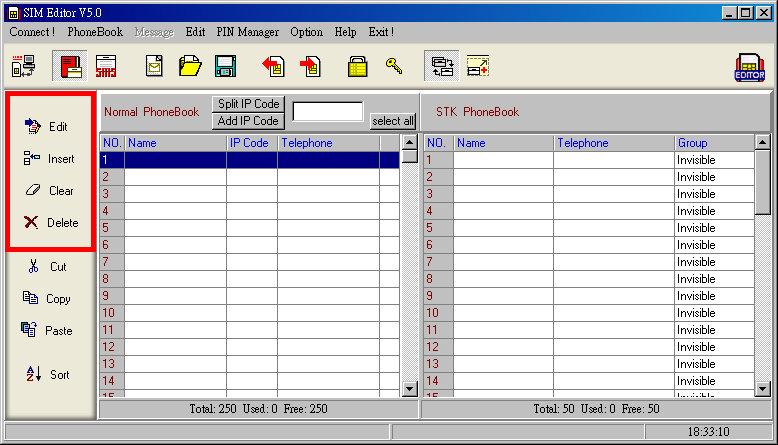 SIM Editor V5.0
Connect ! PhoneBook Message Edit PIN Manager Option Help Exit !
SMS
EDITOR
Edit
Insert
Clear
Delete
Cut
Copy
Paste
Sort
Normal PhoneBook
Split IP Code
Add IP Code
select all
STK PhoneBook
NO. Name IP Code Telephone
1
2
3
4
5
6
7
8
9
10
11
12
13
14
15
NO. Name Telephone Group
1 Invisible
2 Invisible
3 Invisible
4 Invisible
5 Invisible
6 Invisible
7 Invisible
8 Invisible
9 Invisible
10 Invisible
11 Invisible
12 Invisible
13 Invisible
14 Invisible
15 Invisible
Total: 250 Used: 0 Free: 250
Total: 50 Used: 0 Free: 50
18:33:10